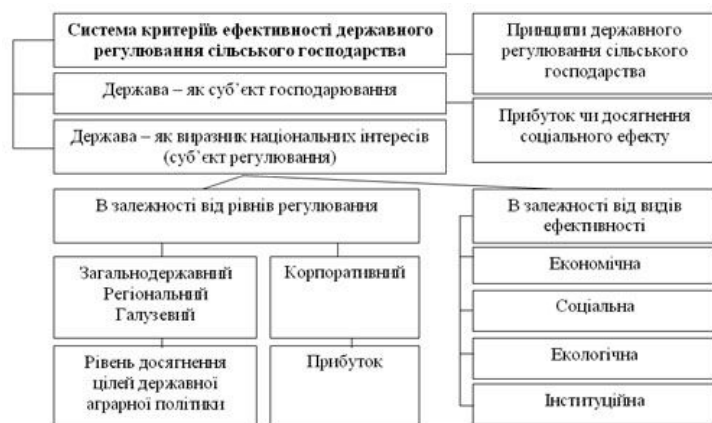 Система критеріїв ефективності державного
регулювання сільського господарства
Принципи державного
регулювання сільського
господарства
Держава – як суб’єкт господарювання
Прибуток чи досягнення
соціального ефекту
Держава – як виразник національних інтересів
(суб’єкт регулювання)
В залежності від рівнів регулювання
В залежності від видів
ефективності
Загальнодержавний
Регіональний
Галузевий
Корпоративний
Економічна
Соціальна
Рівень досягнення
цілей державної
аграрної політики
Прибуток
Екологічна
Інституційна